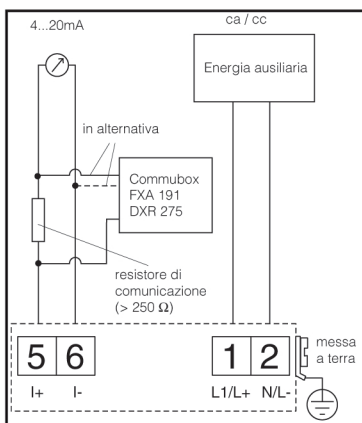 4...20mA
ca / cc
Energia ausiliaria
in alternativa
Commubox
FXA 191
DXR 275
resistore di
comunicazione
(> 250 Ω)
5 6
I+ I-
1 2
L1/L+ N/L-
messa
a terra